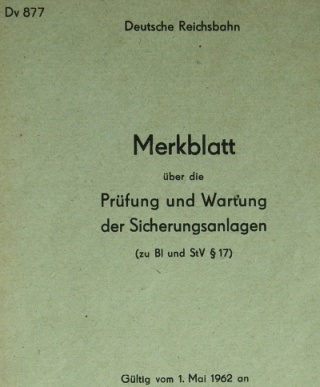 Dv 877
Deutsche Reichsbahn
Merkblatt
über die
Prüfung und Wartung
der Sicherungsanlagen
(zu BI und StV § 17)
Gültig vom 1. Mai 1962 an